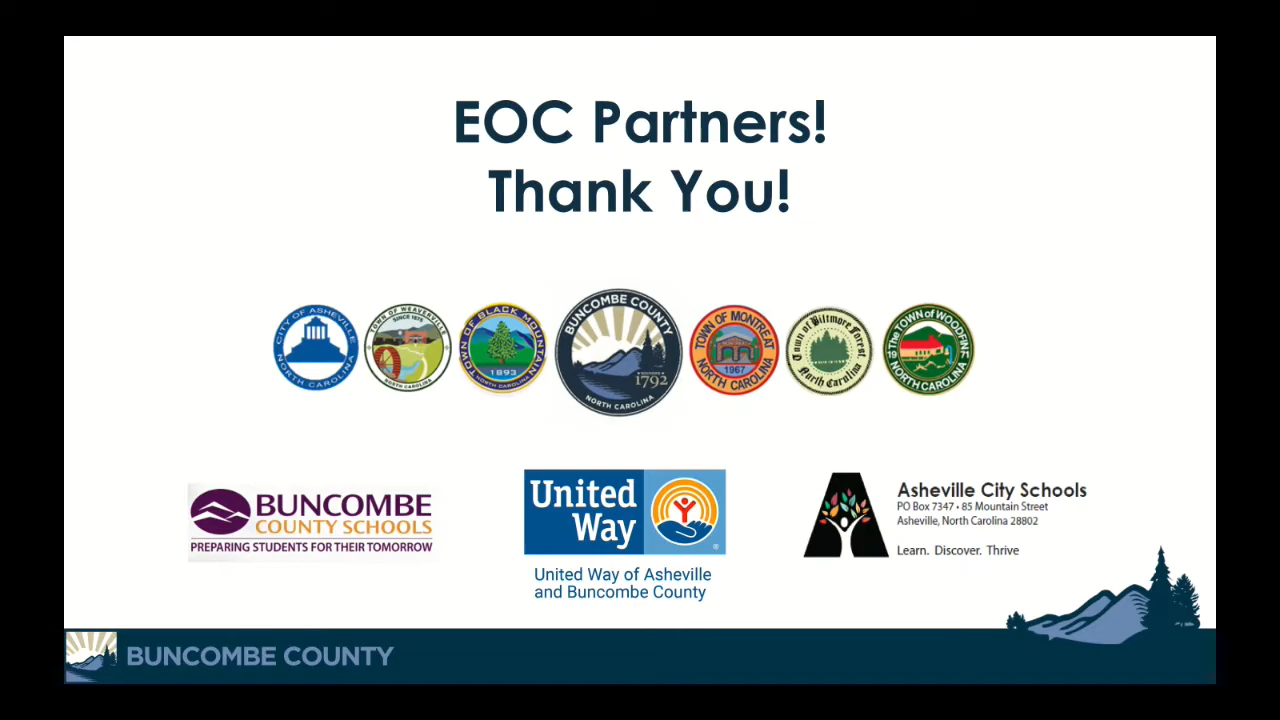 EOC Partners!
Thank You!
CITY OF ASHEVILLE
NORTH CAROLINA
TOWN OF WEAVERVILLE
SINCE 1875
NORTH CAROLINA
TOWN OF BLACK MOUNTAIN
1893
NORTH CAROLINA
BUNCOMBE COUNTY
1792
NORTH CAROLINA
TOWN OF MONTREAT
1967
NORTH CAROLINA
Town of Biltmore Forest
North Carolina
The TOWN of WOODFIN
19 71
NORTH CAROLINA
BUNCOMBE
COUNTY SCHOOLS
PREPARING STUDENTS FOR THEIR TOMORROW
United
Way
®
United Way of Asheville
and Buncombe County
Asheville City Schools
PO Box 7347 • 85 Mountain Street
Asheville, North Carolina 28802
Learn. Discover. Thrive
BUNCOMBE COUNTY